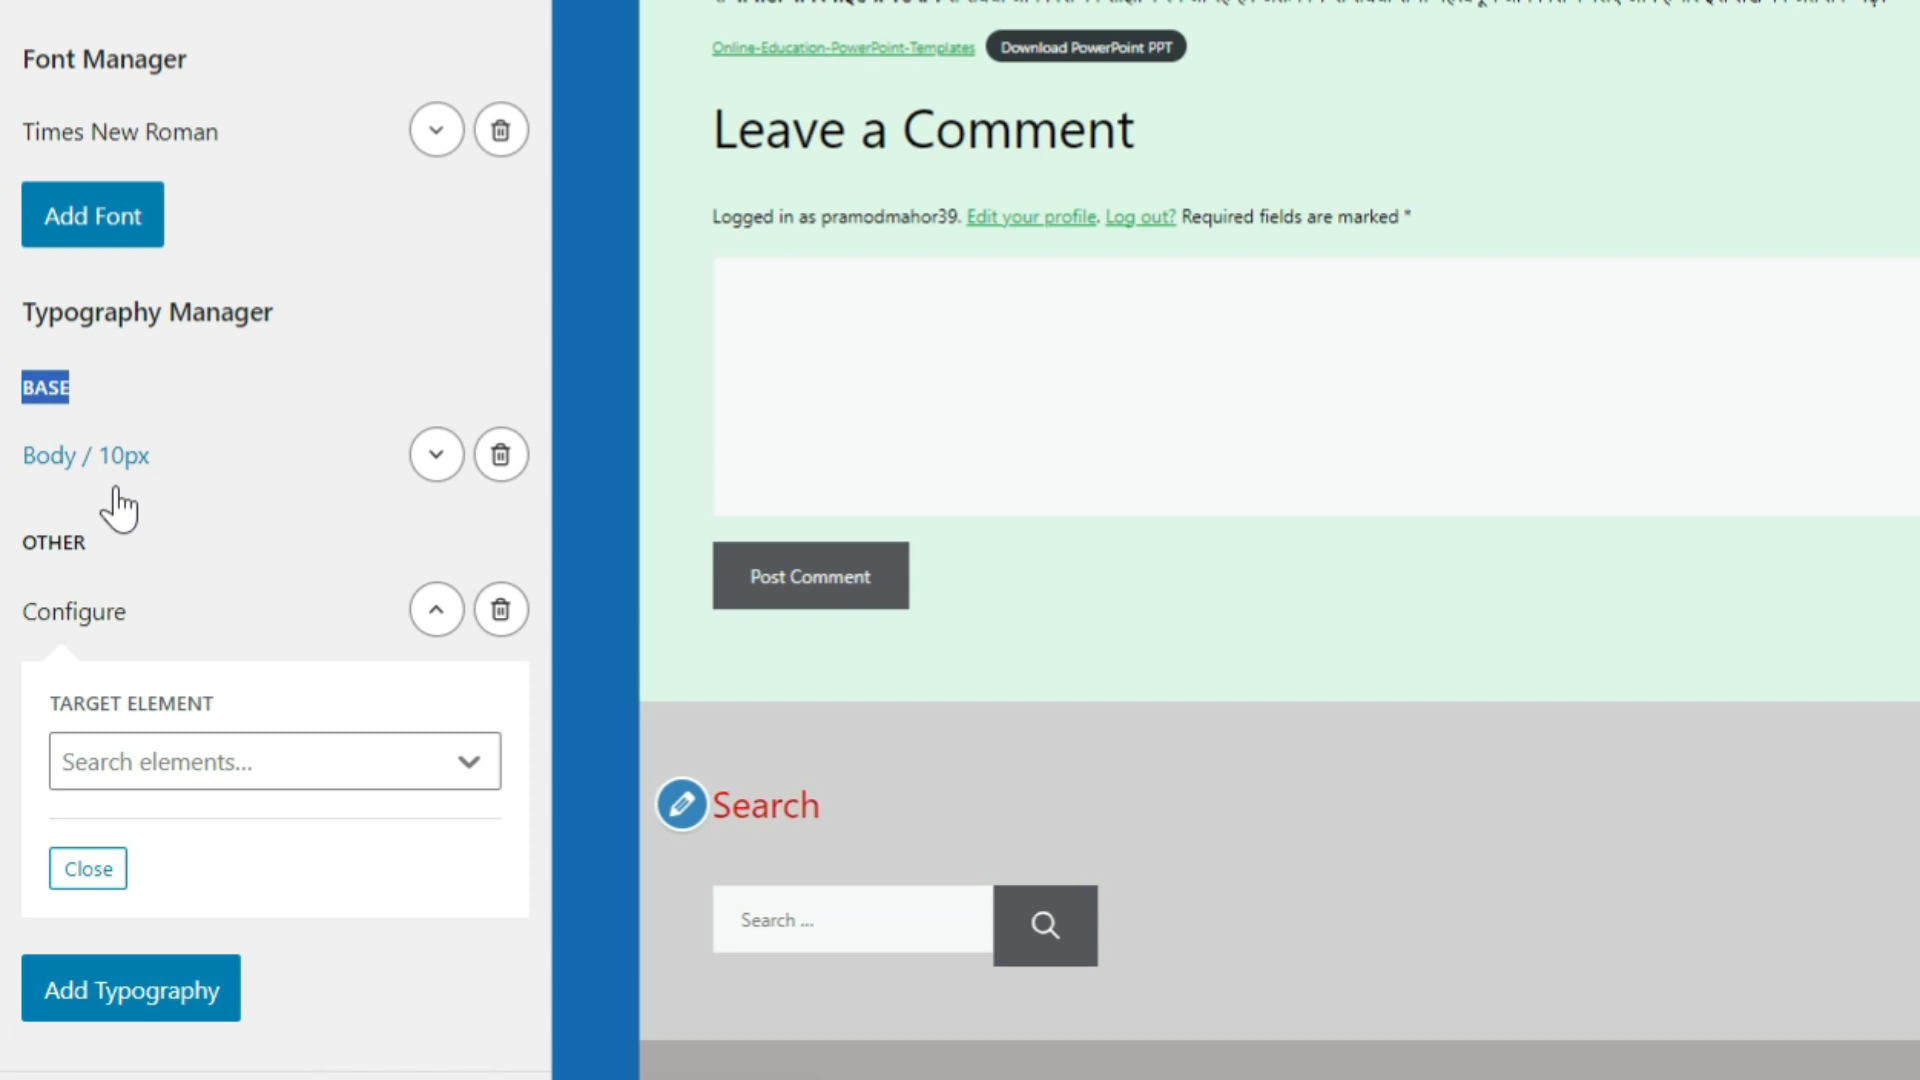 Font Manager
Times New Roman
Add Font
Typography Manager
BASE
Body / 10px
OTHER
Configure
TARGET ELEMENT
Search elements...
Close
Add Typography
Online-Education-PowerPoint-Templates
Download PowerPoint PPT
Leave a Comment
Logged in as pramodmahor39. Edit your profile. Log out? Required fields are marked *
Post Comment
Search
Search ...